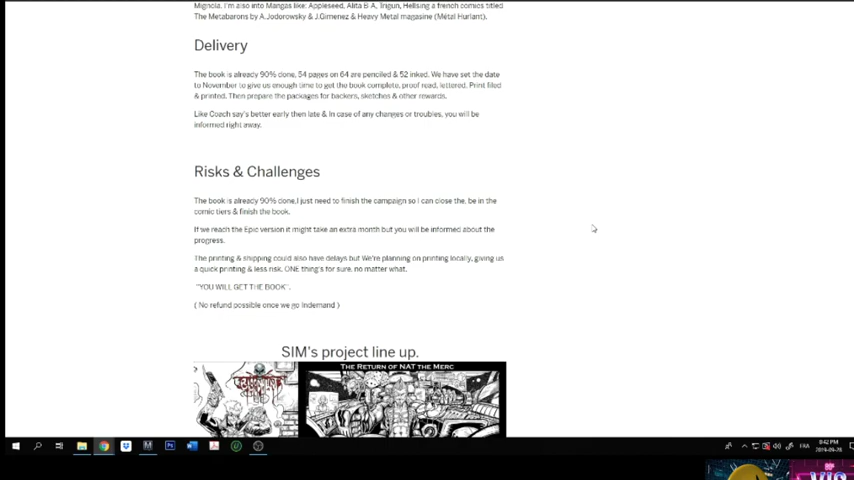 Mignola. I'm also into Mangas like: Appleseed, Alita B A, Trigun, Hellsing a french comics titled
The Metabarons by A.Jodorowsky & J.Gimenez & Heavy Metal magasine (Métal Hurlant).
Delivery
The book is already 90% done, 54 pages on 64 are penciled & 52 inked. We have set the date
to November to give us enough time to get the book complete, proof read, lettered. Print filed
& printed. Then prepare the packages for backers, sketches & other rewards.
Like Coach say's better early then late & In case of any changes or troubles, you will be
informed right away.
Risks & Challenges
The book is already 90% done,I just need to finish the campaign so I can close the, be in the
comic tiers & finish the book.
If we reach the Epic version it might take an extra month but you will be informed about the
progress.
The printing & shipping could also have delays but We're planning on printing locally, giving us
a quick printing & less risk. ONE thing's for sure, no matter what.
"YOU WILL GET THE BOOK".
( No refund possible once we go Indemand )
SIM's project line up.
THE RETURN OF NAT THE MERC
FRA
8:42 PM
2019-09-28